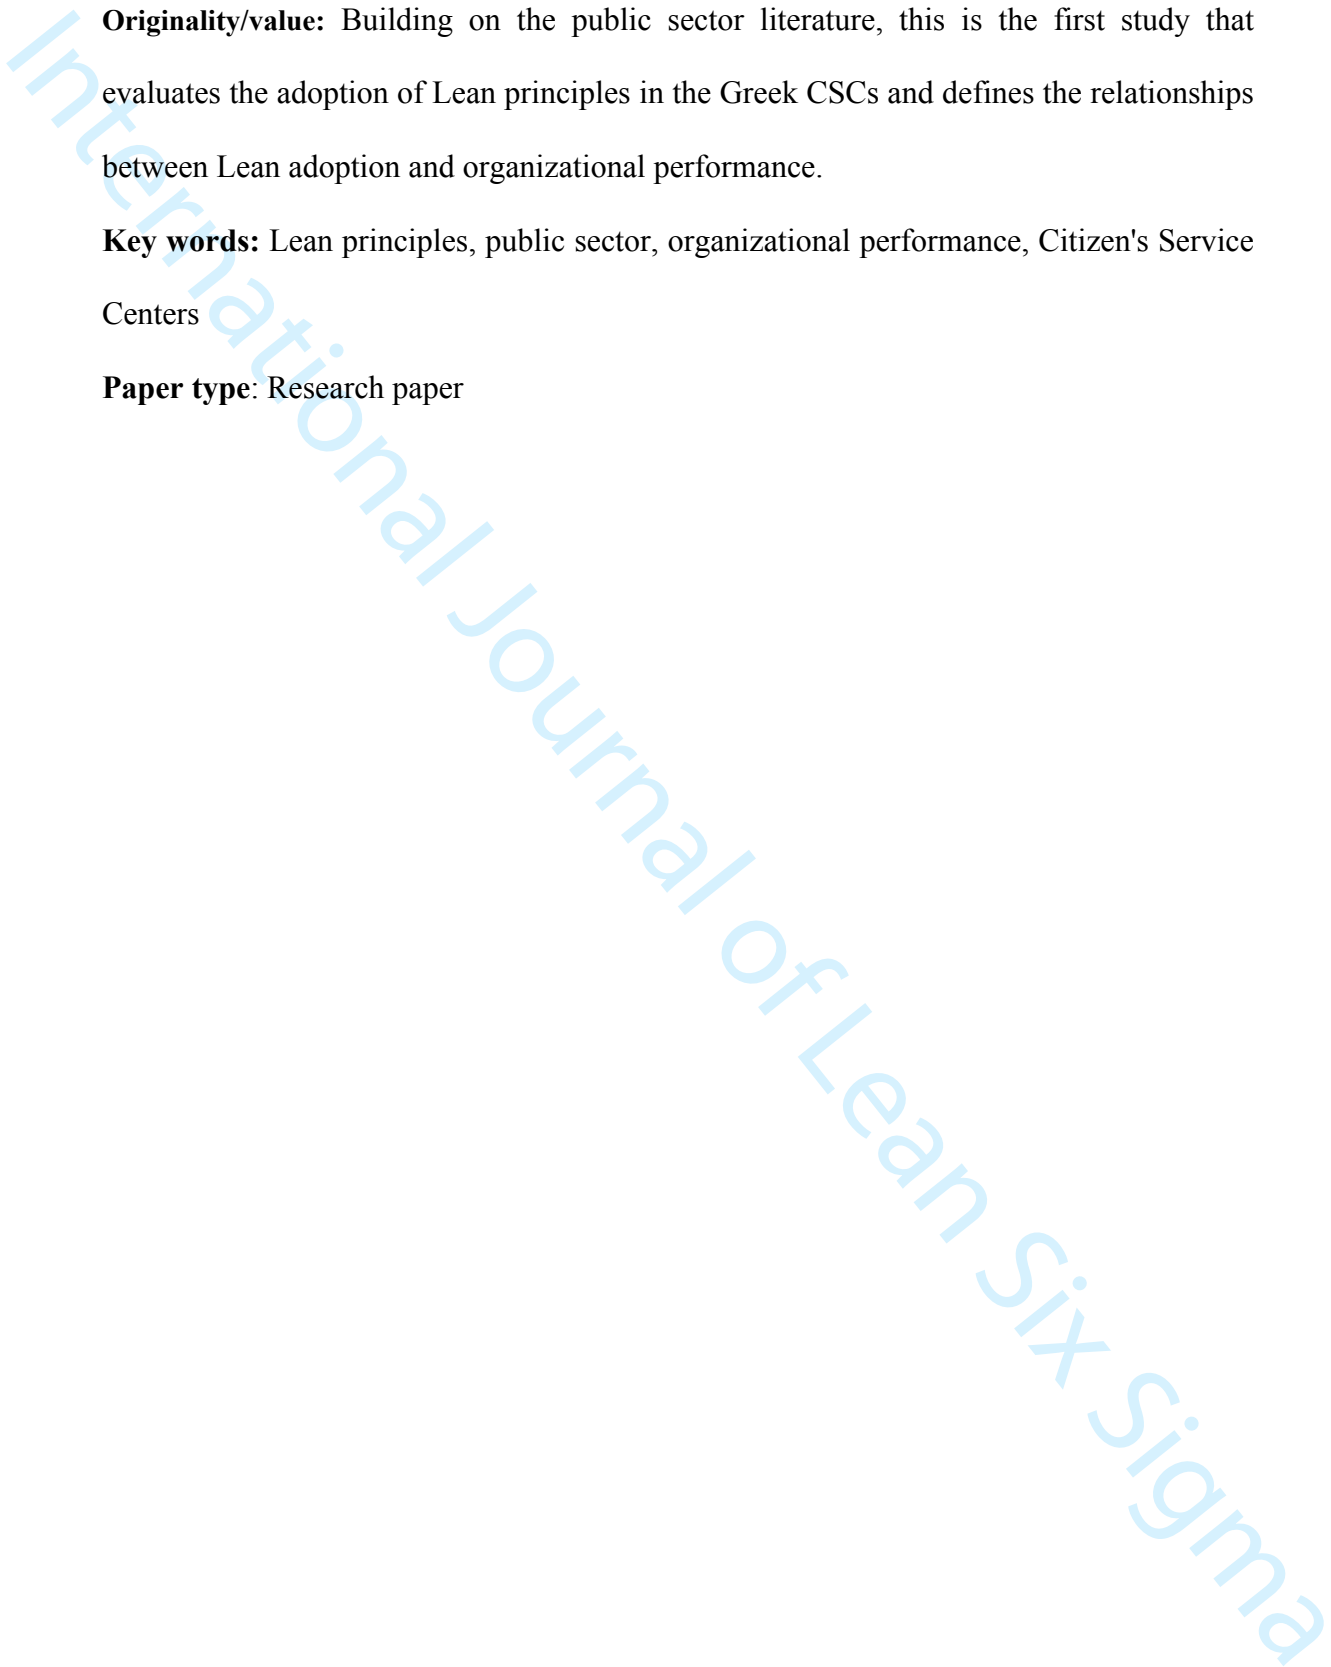 Originality/value: Building on the public sector literature, this is the first study that
evaluates the adoption of Lean principles in the Greek CSCs and defines the relationships
between Lean adoption and organizational performance.
Key words: Lean principles, public sector, organizational performance, Citizen's Service
Centers
Paper type: Research paper
International Journal of Lean Six Sigma